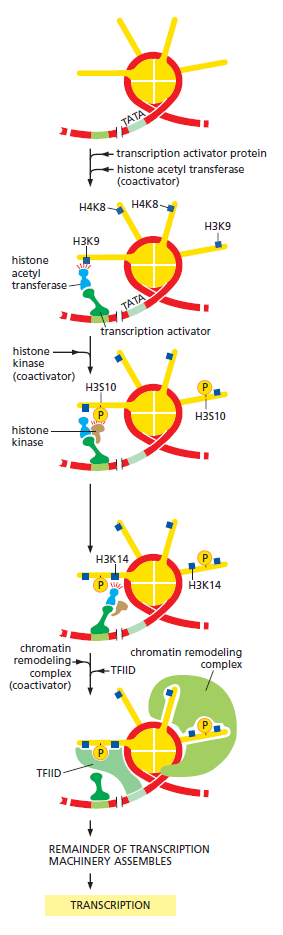 TATA
transcription activator protein
histone acetyl transferase
(coactivator)
H4K8
H4K8
H3K9
H3K9
histone
acetyl
transferase
TATA
transcription activator
histone
kinase
(coactivator)
H3S10
P
P
H3S10
histone
kinase
H3K14
P
P
H3K14
chromatin
remodeling
complex
(coactivator)
TFIID
chromatin remodeling
complex
P
P
TFIID
REMAINDER OF TRANSCRIPTION
MACHINERY ASSEMBLES
TRANSCRIPTION